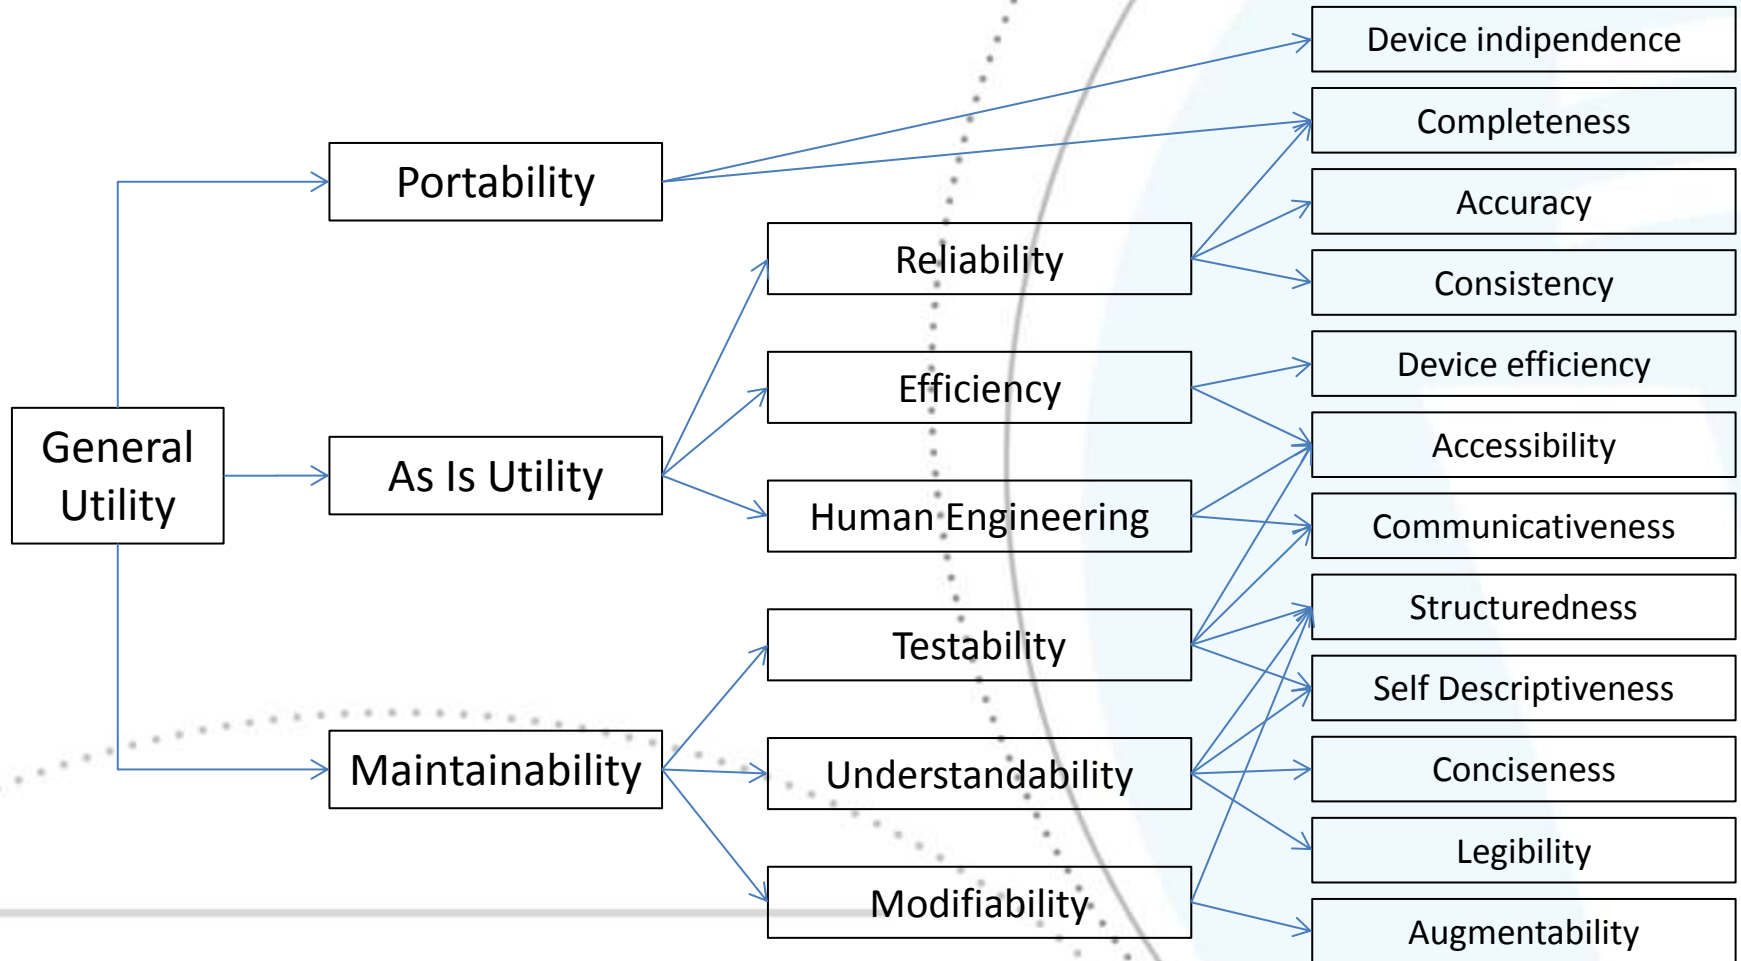 General
Utility
Portability
As Is Utility
Maintainability
Reliability
Efficiency
Human Engineering
Testability
Understandability
Modifiability
Device indipendence
Completeness
Accuracy
Consistency
Device efficiency
Accessibility
Communicativeness
Structuredness
Self Descriptiveness
Conciseness
Legibility
Augmentability